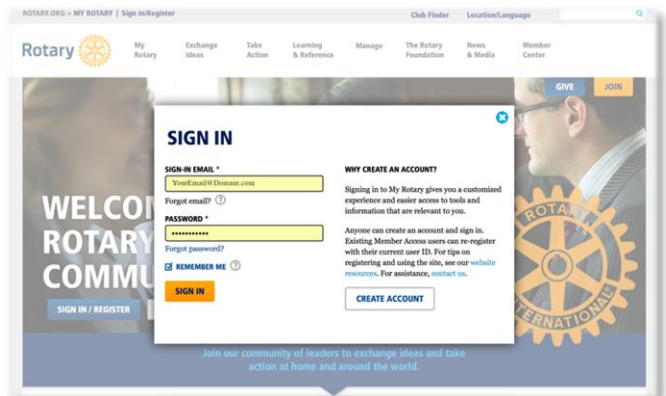 ROTARY.ORG > MY ROTARY | Sign in/Register
Club Finder
Location/Language
Rotary
My
Rotary
Exchange
Ideas
Take
Action
Learning
& Reference
Manage
The Rotary
Foundation
News
& Media
Member
Center
GIVE
JOIN
WELCO
ROTARY
COMMU
SIGN IN / REGISTER
SIGN IN
SIGN-IN EMAIL *
YourEmail@Domain.com
Forgot email? ?
PASSWORD *
•••••••••••
Forgot password?
REMEMBER ME ?
SIGN IN
WHY CREATE AN ACCOUNT?
Signing in to My Rotary gives you a customized
experience and easier access to tools and
information that are relevant to you.
Anyone can create an account and sign in.
Existing Member Access users can re-register
with their current user ID. For tips on
registering and using the site, see our website
resources. For assistance, contact us.
CREATE ACCOUNT
ROTA
TERNATIONAL
Join our community of leaders to exchange ideas and take
action at home and around the world.